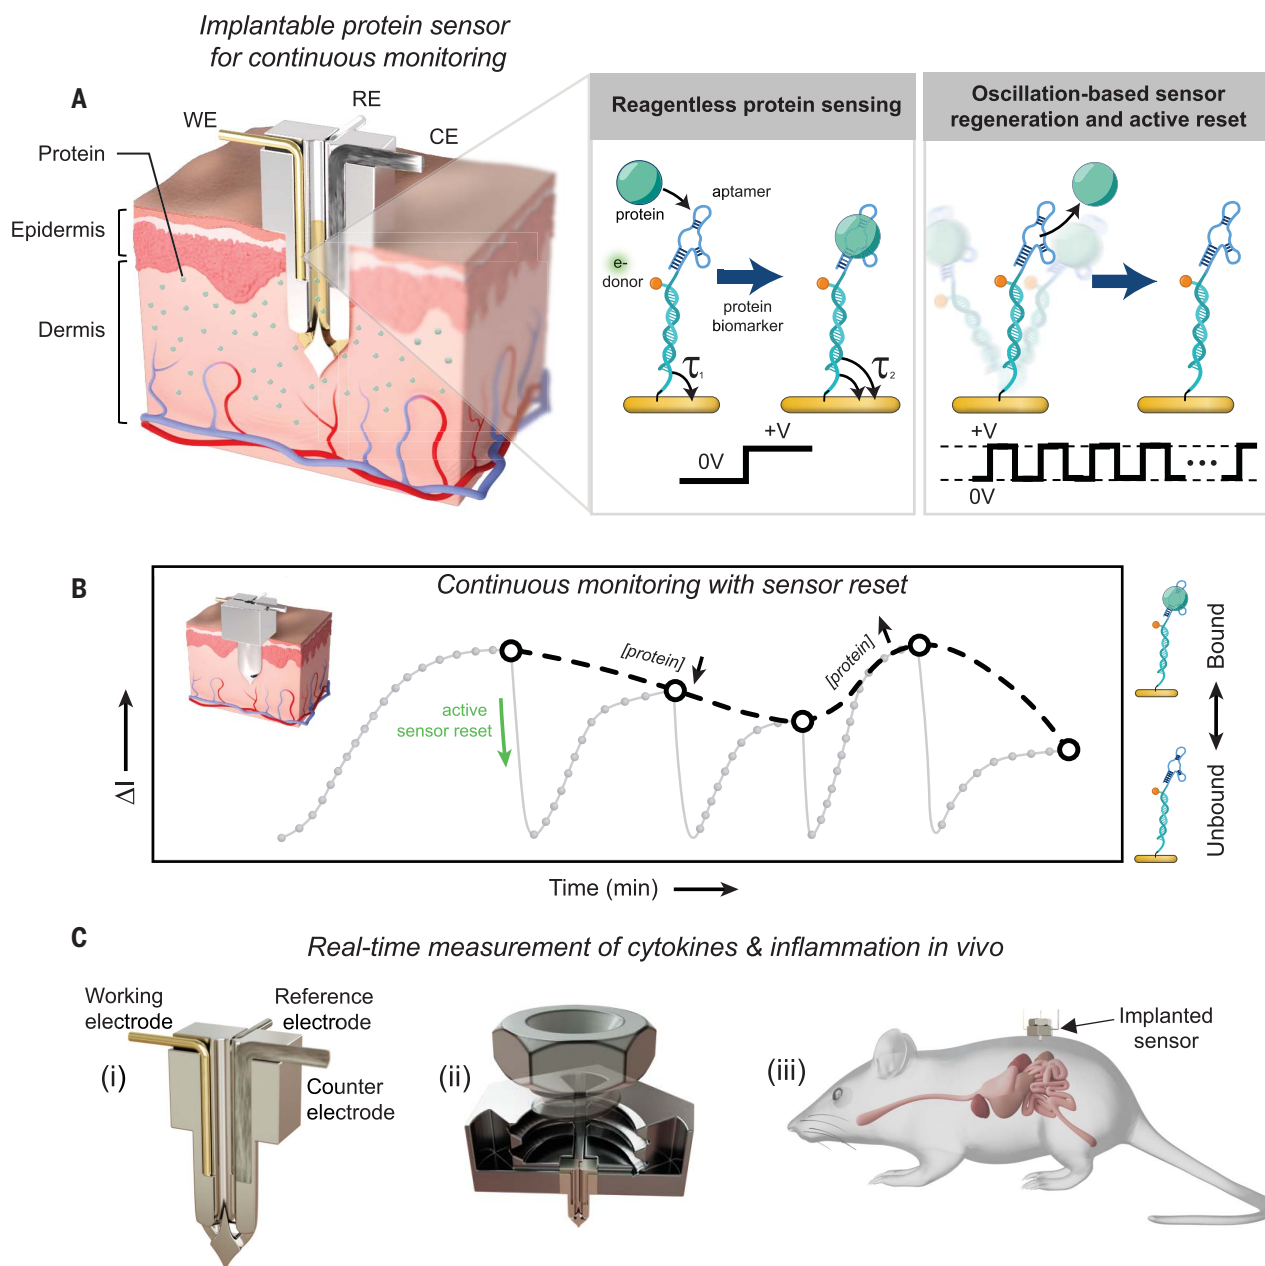 Implantable protein sensor
for continuous monitoring
A
WE
RE
CE
Protein
Epidermis
Dermis
Reagentless protein sensing
protein
aptamer
e-
donor
protein
biomarker
τ1
τ2
0V
+V
Oscillation-based sensor
regeneration and active reset
+V
0V
B
Continuous monitoring with sensor reset
[protein]
[protein]
active
sensor reset
ΔI
Time (min)
Bound
Unbound
C
Real-time measurement of cytokines & inflammation in vivo
Working
electrode
Reference
electrode
Counter
electrode
(i)
(ii)
(iii)
Implanted
sensor